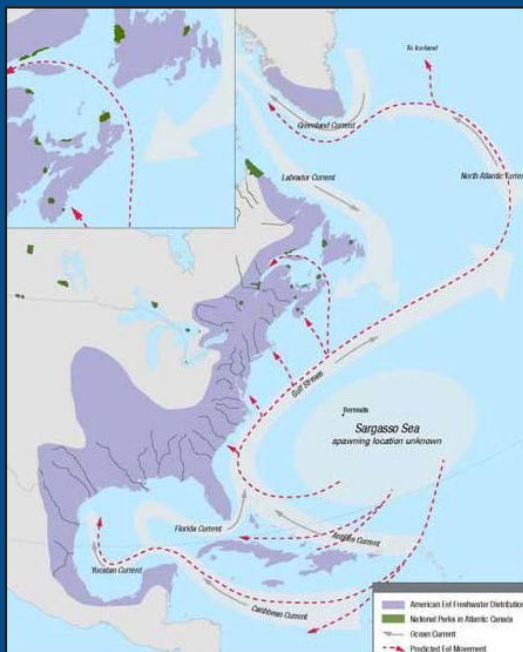 To Iceland
Greenland Current
North Atlantic Current
Labrador Current
Gulf Stream
Bermuda
Sargasso Sea
spawning location unknown
Florida Current
Antilles Current
Yucatan Current
Caribbean Current
American Eel Freshwater Distribution
National Parks in Atlantic Canada
Ocean Current
Predicted Eel Movement